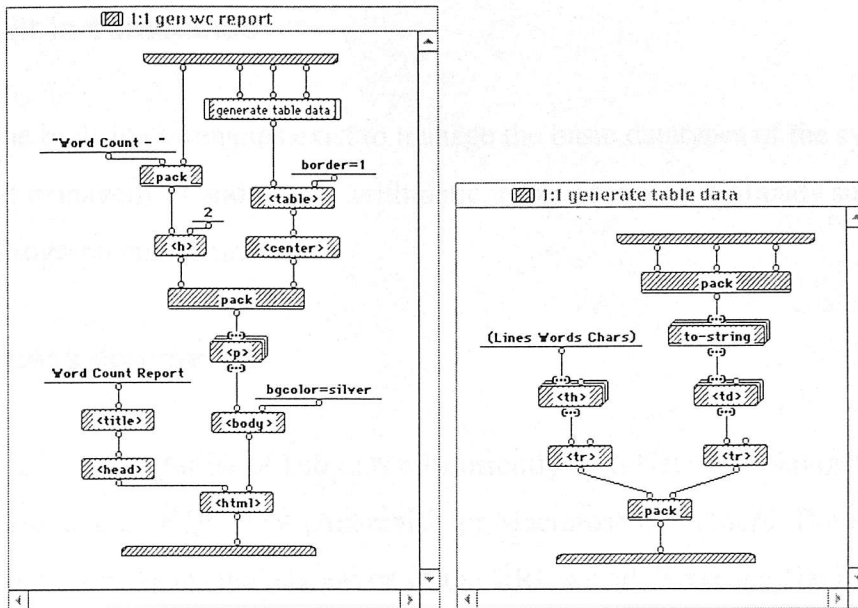 1:1 gen wc report
generate table data
"Word Count - "
border=1
pack
<table>
2
<h>
<center>
pack
<p>
Word Count Report
bgcolor=silver
<title>
<body>
<head>
<html>
1:1 generate table data
pack
(Lines Words Chars)
to-string
<th>
<td>
<tr>
<tr>
pack